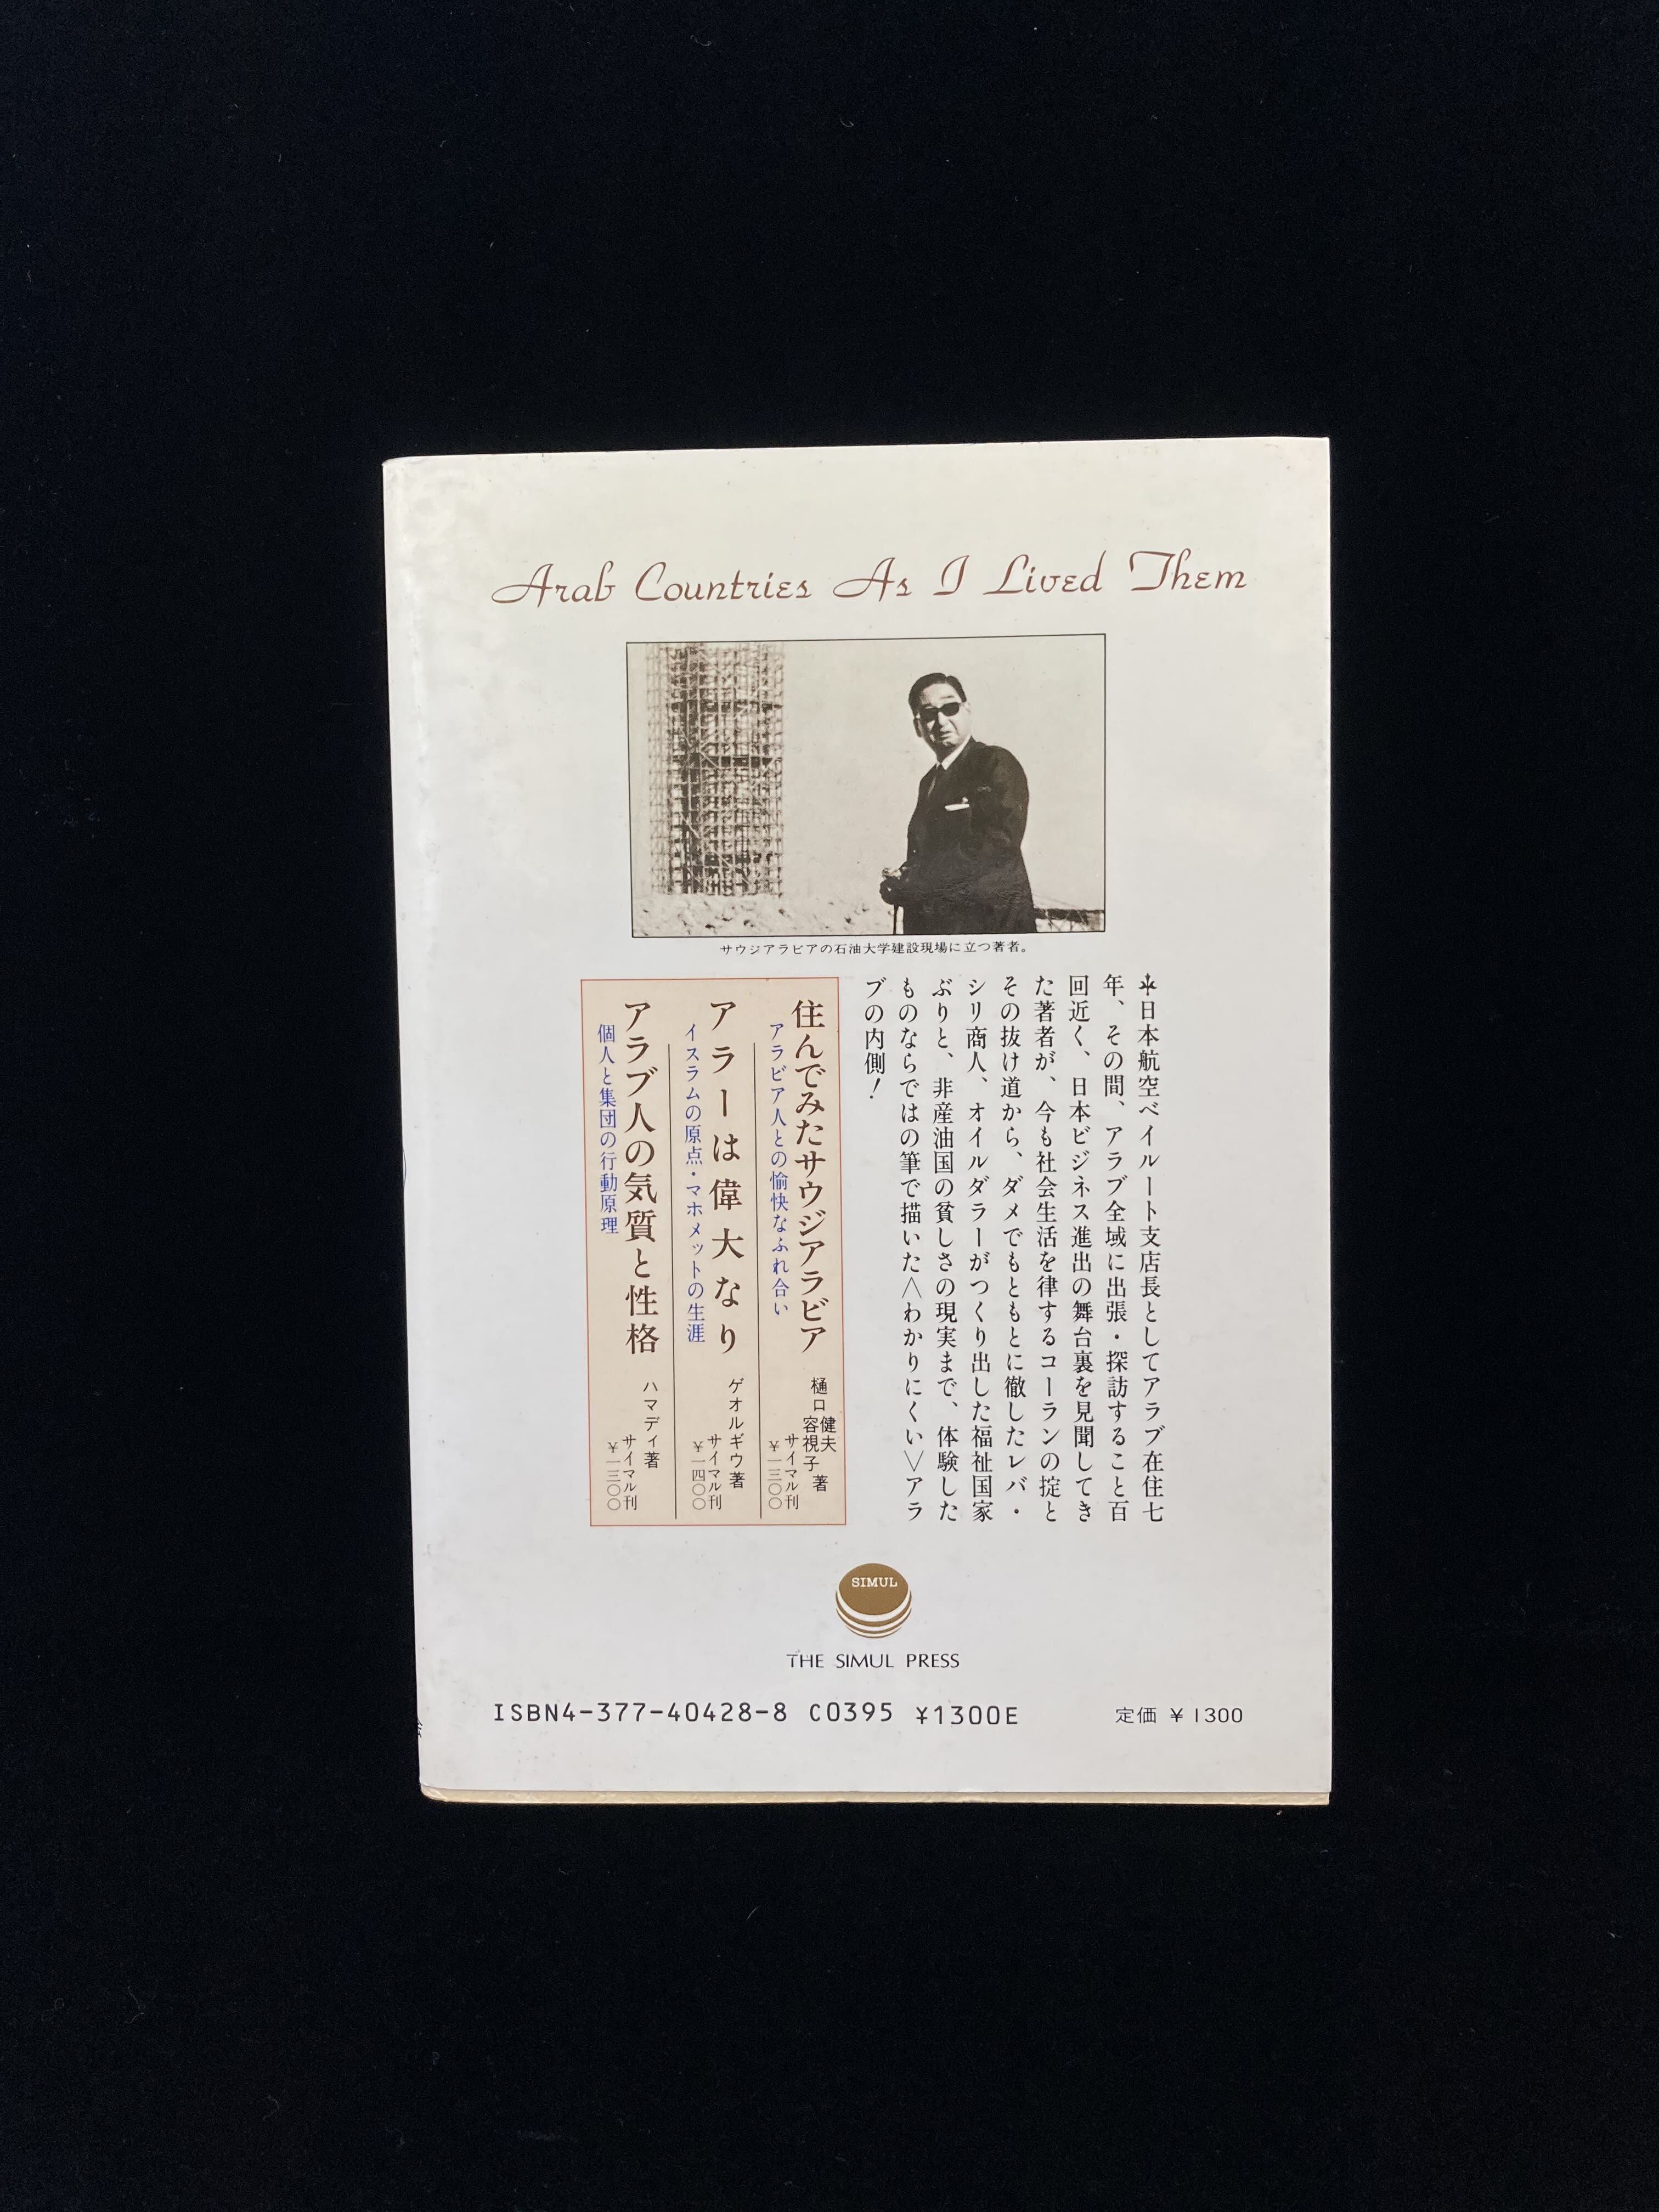 Arab Countries As I Lived Them
サウジアラビアの石油大学建設現場に立つ著者。
日本航空ベイルート支店長としてアラブ在住七
年、その間、アラブ全域に出張・探訪すること百
回近く、日本ビジネス進出の舞台裏を見聞してき
た著者が、今も社会生活を律するコーランの掟と
その抜け道から、ダメでもともとに徹したレバ・
シリ商人、オイルダラーがつくり出した福祉国家
ぶりと、非産油国の貧しさの現実まで、体験した
ものならではの筆で描いた〈わかりにくい〉アラ
ブの内側！
住んでみたサウジアラビア
アラビア人との愉快なふれ合い
樋口健夫
容視子 著
サイマル刊
￥一三〇〇
アラーは偉大なり
イスラムの原点・マホメットの生涯
ゲオルギウ著
サイマル刊
￥一四〇〇
アラブ人の気質と性格
個人と集団の行動原理
ハマディ著
サイマル刊
￥一三〇〇
SIMUL
THE SIMUL PRESS
ISBN4-377-40428-8 C0395 ¥1300E
定価 ¥1300